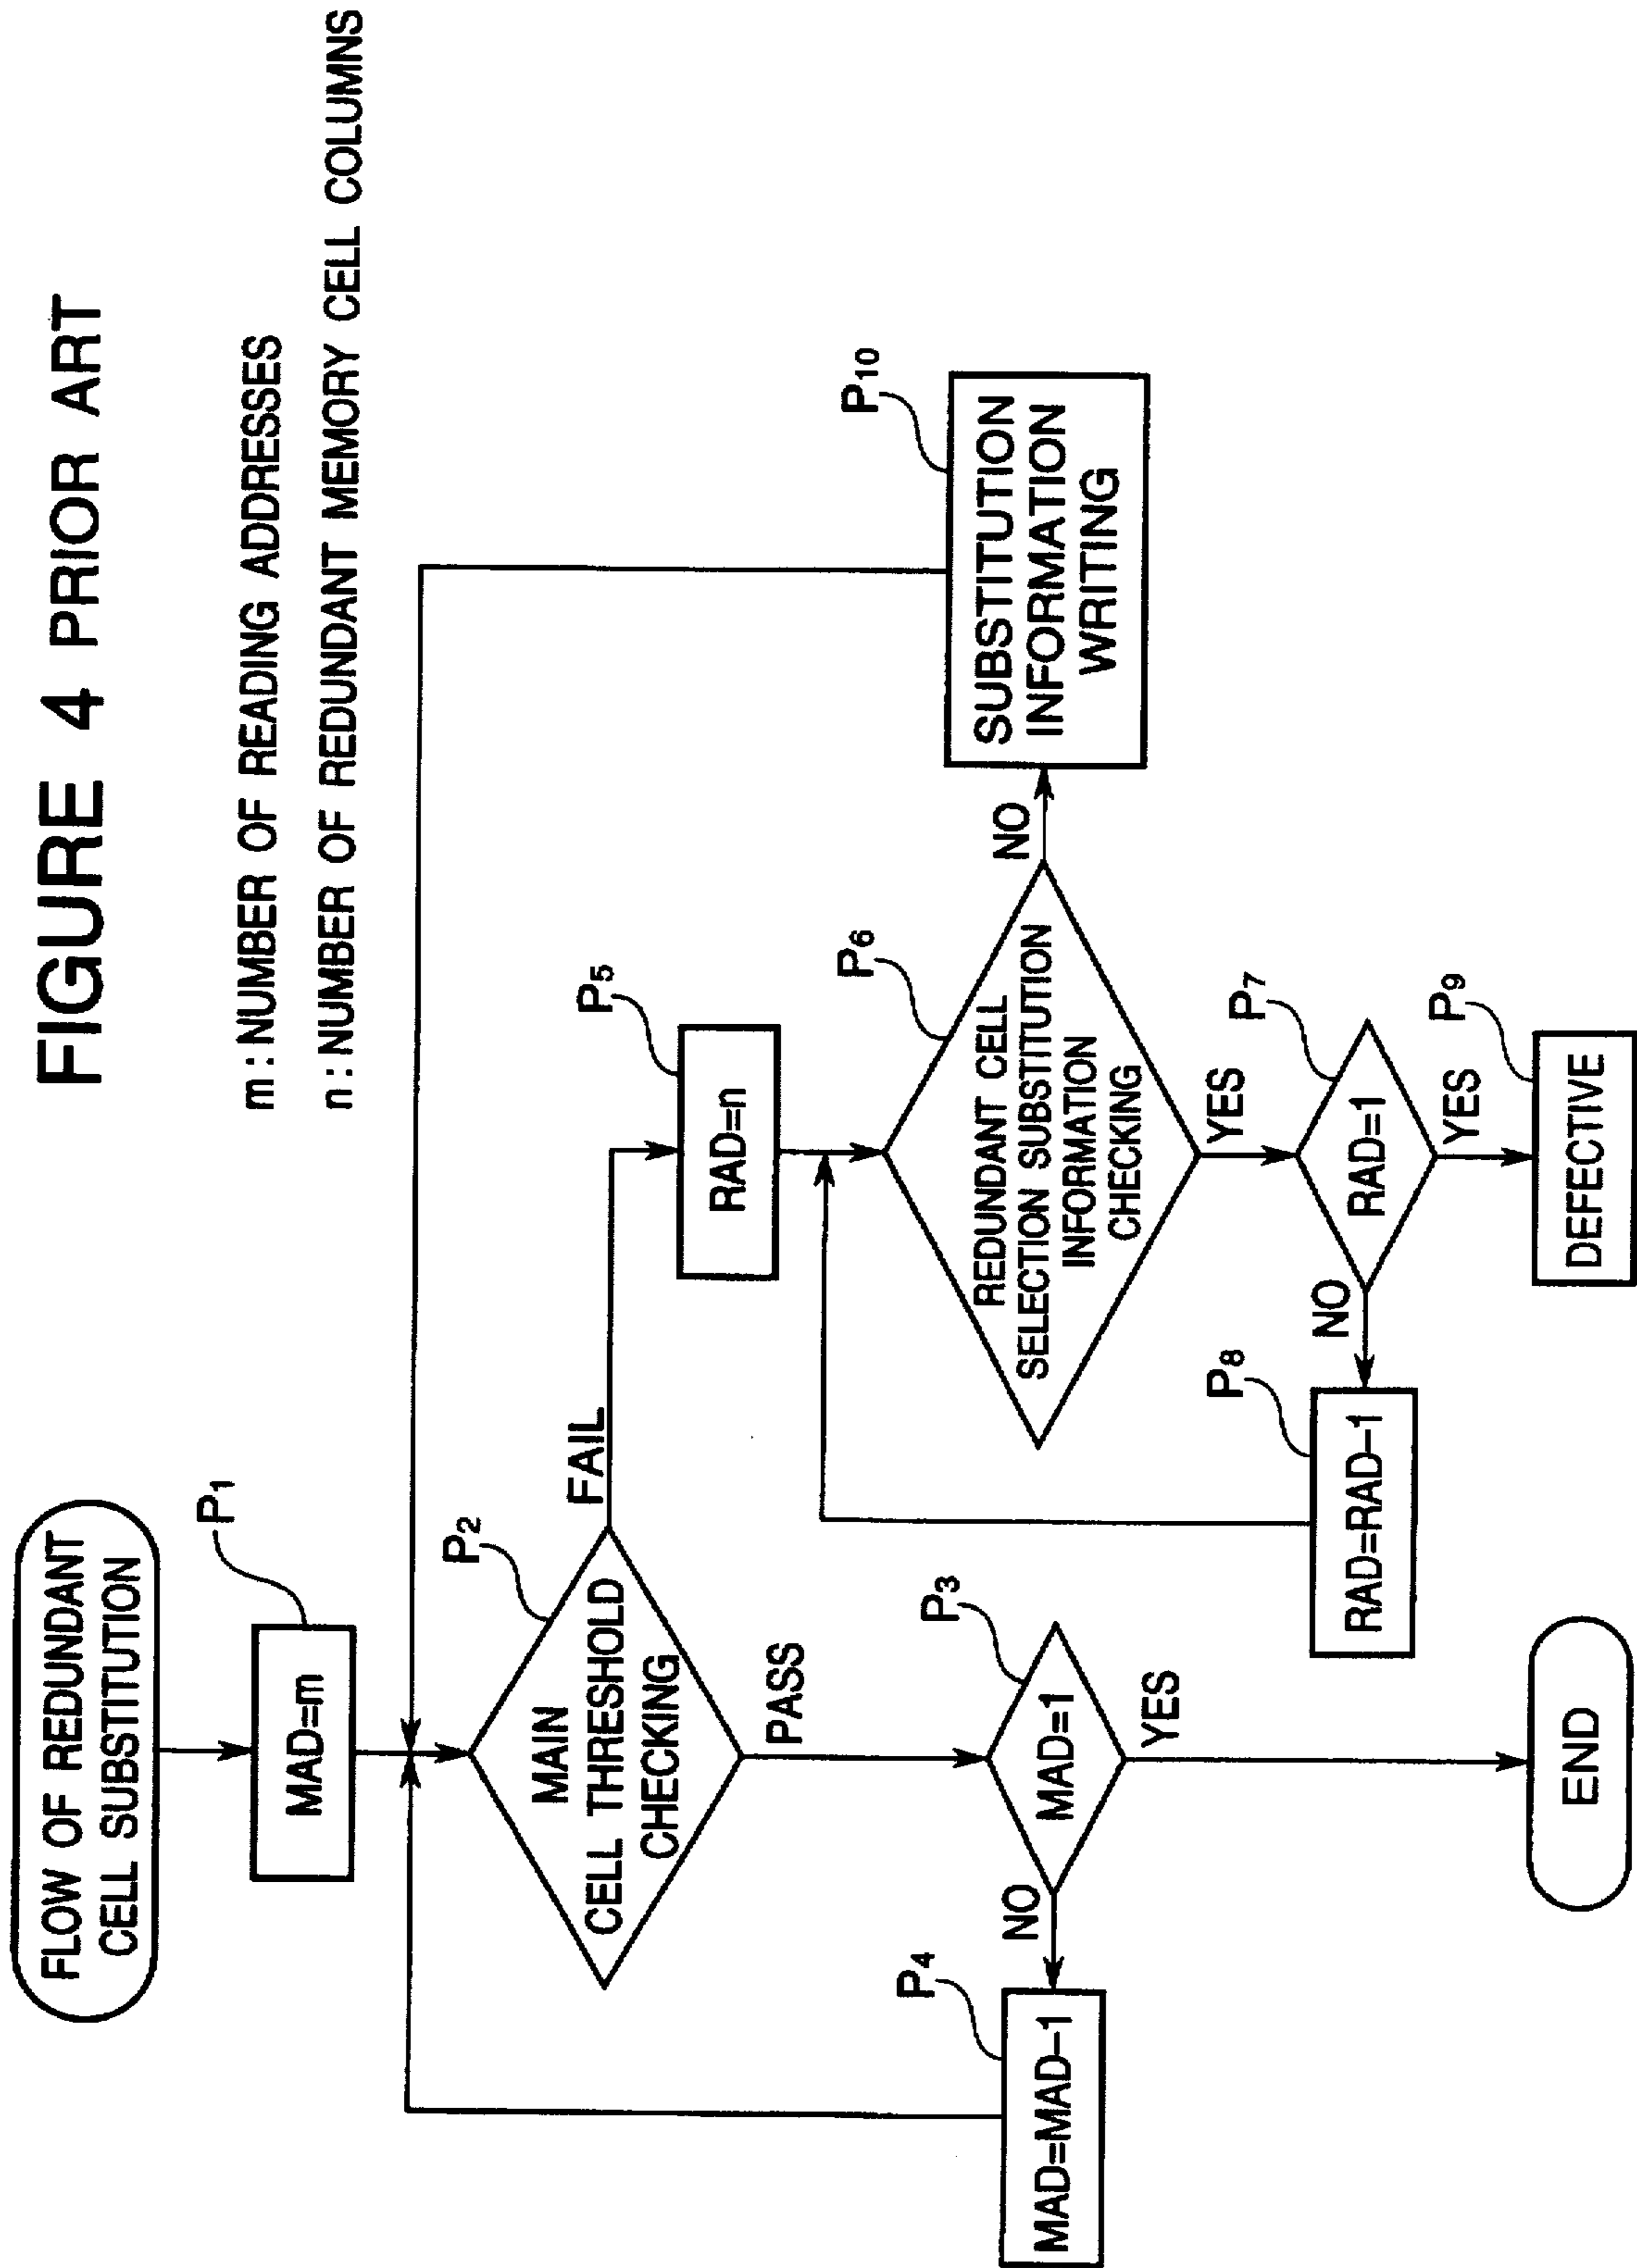 FIGURE 4 PRIOR ART
m : NUMBER OF READING ADDRESSES
n : NUMBER OF REDUNDANT MEMORY CELL COLUMNS
FLOW OF REDUNDANT
CELL SUBSTITUTION
P1
MAD=m
P2
MAIN
CELL THRESHOLD
CHECKING
FAIL
PASS
P3
MAD=1
NO
YES
P4
MAD=MAD-1
END
P5
RAD=n
P6
REDUNDANT CELL
SELECTION SUBSTITUTION
INFORMATION
CHECKING
NO
YES
P7
RAD=1
NO
YES
P8
RAD=RAD-1
P9
DEFECTIVE
P10
SUBSTITUTION
INFORMATION
WRITING